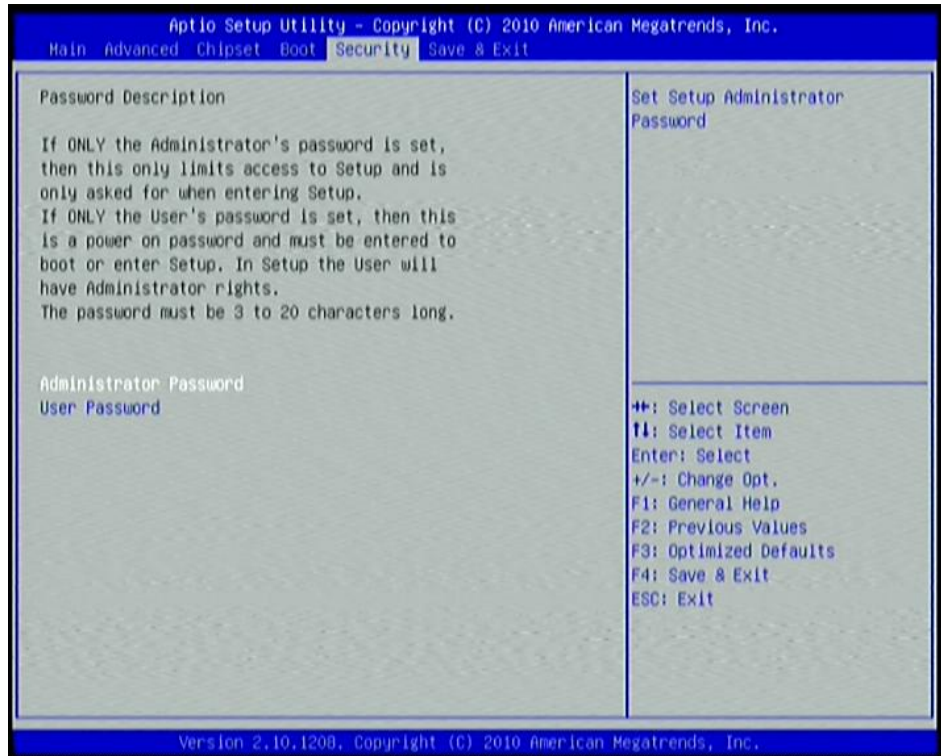 Aptio Setup Utility - Copyright (C) 2010 American Megatrends, Inc.
Main Advanced Chipset Boot Security Save & Exit
Password Description
If ONLY the Administrator's password is set,
then this only limits access to Setup and is
only asked for when entering Setup.
If ONLY the User's password is set, then this
is a power on password and must be entered to
boot or enter Setup. In Setup the User will
have Administrator rights.
The password must be 3 to 20 characters long.
Administrator Password
User Password
Set Setup Administrator
Password
→←: Select Screen
↑↓: Select Item
Enter: Select
+/-: Change Opt.
F1: General Help
F2: Previous Values
F3: Optimized Defaults
F4: Save & Exit
ESC: Exit
Version 2.10.1208. Copyright (C) 2010 American Megatrends, Inc.